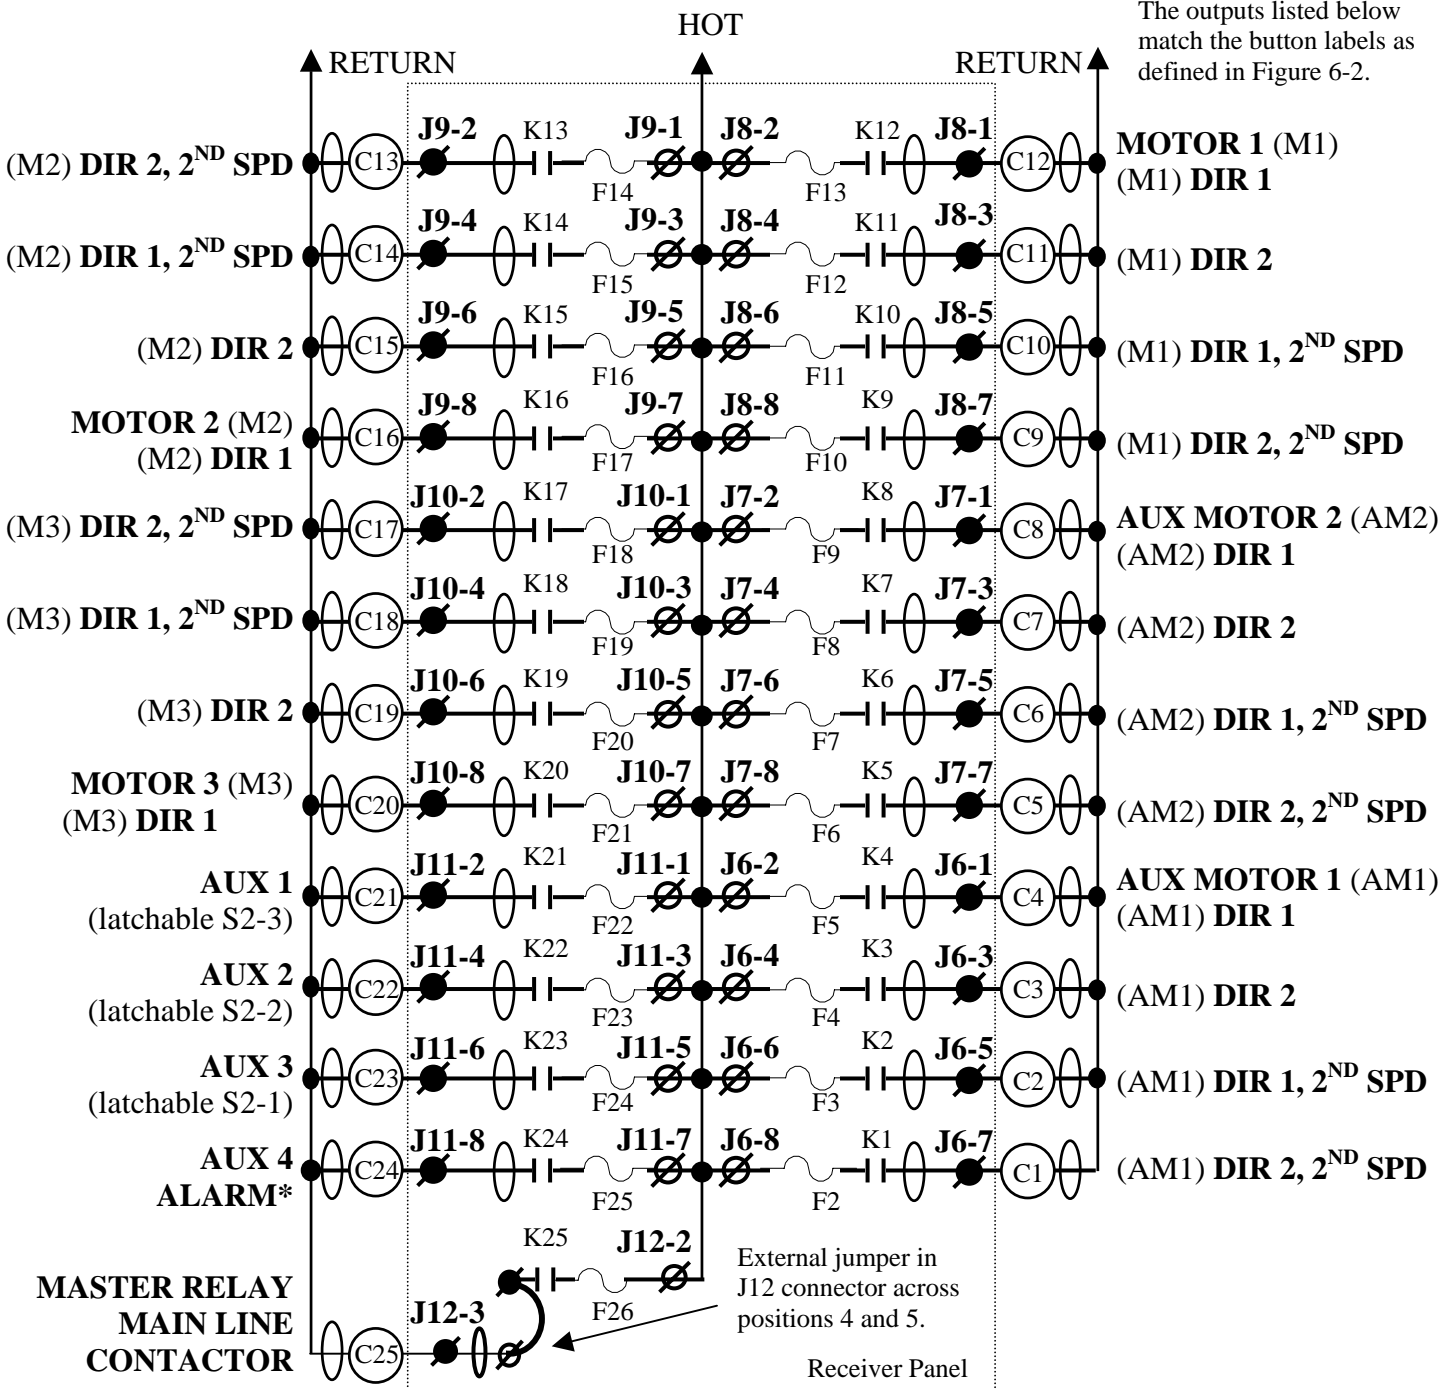 The outputs listed below
match the button labels as
defined in Figure 6-2.
HOT
RETURN RETURN
(M2) DIR 2, 2ND SPD C13 J9-2 K13 F14 J9-1 J8-2 F13 K12 J8-1 C12 MOTOR 1 (M1)
(M1) DIR 1
(M2) DIR 1, 2ND SPD C14 J9-4 K14 F15 J9-3 J8-4 F12 K11 J8-3 C11 (M1) DIR 2
(M2) DIR 2 C15 J9-6 K15 F16 J9-5 J8-6 F11 K10 J8-5 C10 (M1) DIR 1, 2ND SPD
MOTOR 2 (M2)
(M2) DIR 1 C16 J9-8 K16 F17 J9-7 J8-8 F10 K9 J8-7 C9 (M1) DIR 2, 2ND SPD
(M3) DIR 2, 2ND SPD C17 J10-2 K17 F18 J10-1 J7-2 F9 K8 J7-1 C8 AUX MOTOR 2 (AM2)
(AM2) DIR 1
(M3) DIR 1, 2ND SPD C18 J10-4 K18 F19 J10-3 J7-4 F8 K7 J7-3 C7 (AM2) DIR 2
(M3) DIR 2 C19 J10-6 K19 F20 J10-5 J7-6 F7 K6 J7-5 C6 (AM2) DIR 1, 2ND SPD
MOTOR 3 (M3)
(M3) DIR 1 C20 J10-8 K20 F21 J10-7 J7-8 F6 K5 J7-7 C5 (AM2) DIR 2, 2ND SPD
AUX 1
(latchable S2-3) C21 J11-2 K21 F22 J11-1 J6-2 F5 K4 J6-1 C4 AUX MOTOR 1 (AM1)
(AM1) DIR 1
AUX 2
(latchable S2-2) C22 J11-4 K22 F23 J11-3 J6-4 F4 K3 J6-3 C3 (AM1) DIR 2
AUX 3
(latchable S2-1) C23 J11-6 K23 F24 J11-5 J6-6 F3 K2 J6-5 C2 (AM1) DIR 1, 2ND SPD
AUX 4
ALARM* C24 J11-8 K24 F25 J11-7 J6-8 F2 K1 J6-7 C1 (AM1) DIR 2, 2ND SPD
K25 F26 J12-2
MASTER RELAY
MAIN LINE
CONTACTOR C25 J12-3
External jumper in
J12 connector across
positions 4 and 5.
Receiver Panel